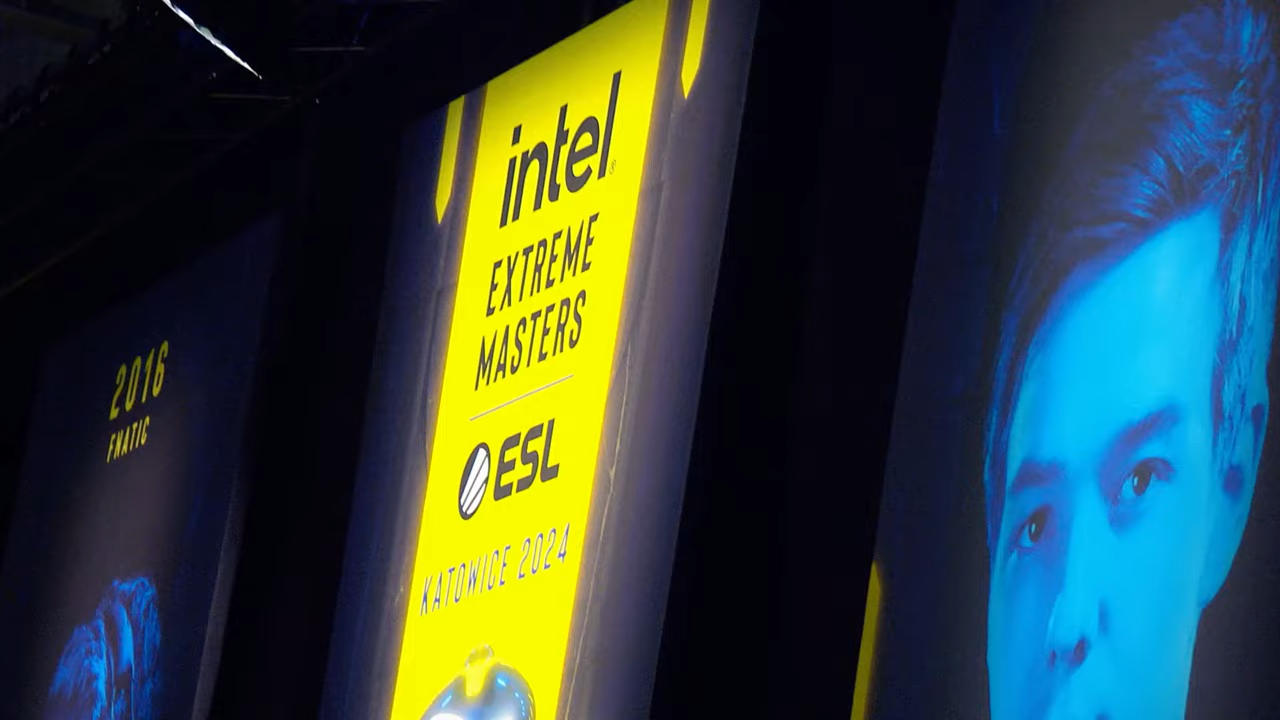 2016
FNATIC
intel
EXTREME
MASTERS
ESL
KATOWICE 2024